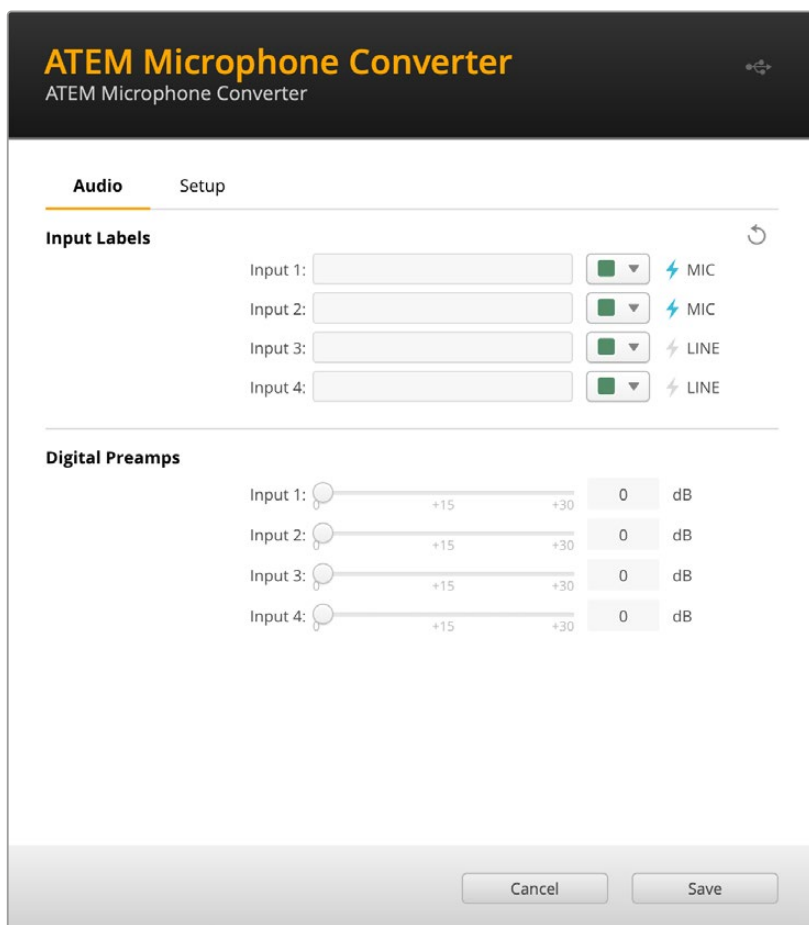 ATEM Microphone Converter
ATEM Microphone Converter
Audio Setup
Input Labels
Input 1: MIC
Input 2: MIC
Input 3: LINE
Input 4: LINE
Digital Preamps
Input 1: 0 dB
0 +15 +30
Input 2: 0 dB
0 +15 +30
Input 3: 0 dB
0 +15 +30
Input 4: 0 dB
0 +15 +30
Cancel Save